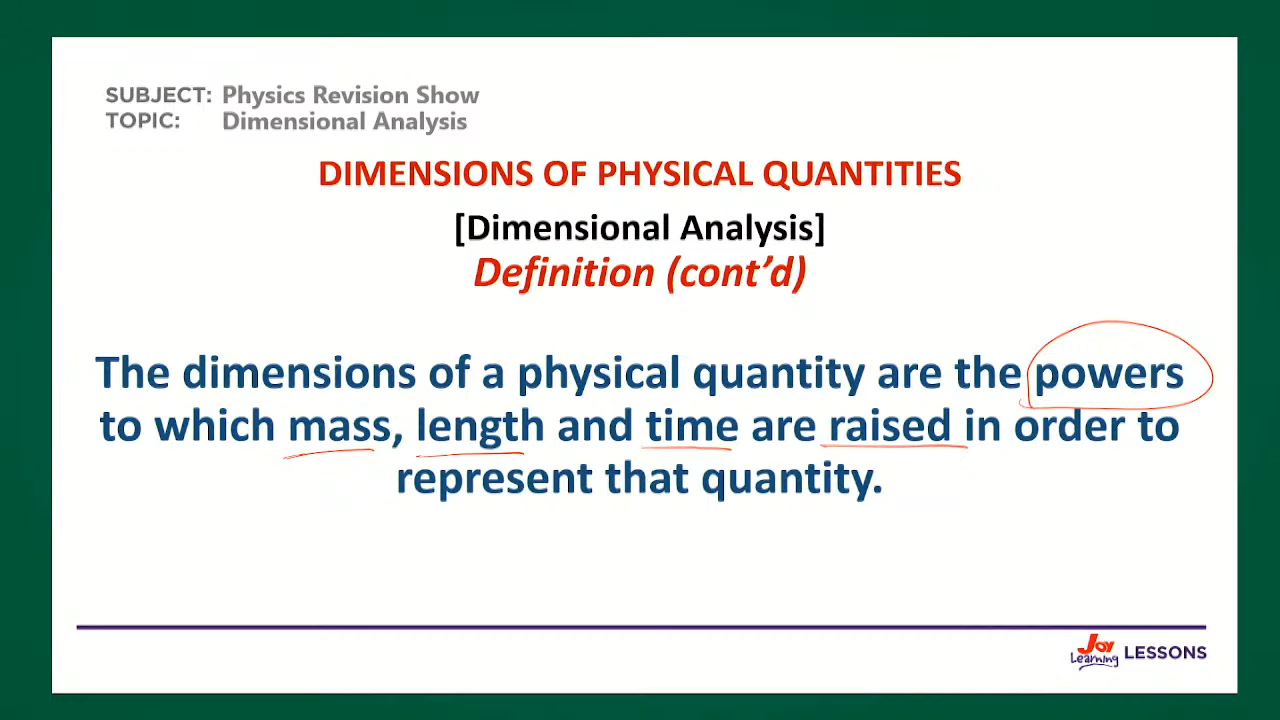 SUBJECT: Physics Revision Show
TOPIC: Dimensional Analysis
DIMENSIONS OF PHYSICAL QUANTITIES
[Dimensional Analysis]
Definition (cont’d)
The dimensions of a physical quantity are the powers
to which mass, length and time are raised in order to
represent that quantity.
Joy
Learning LESSONS